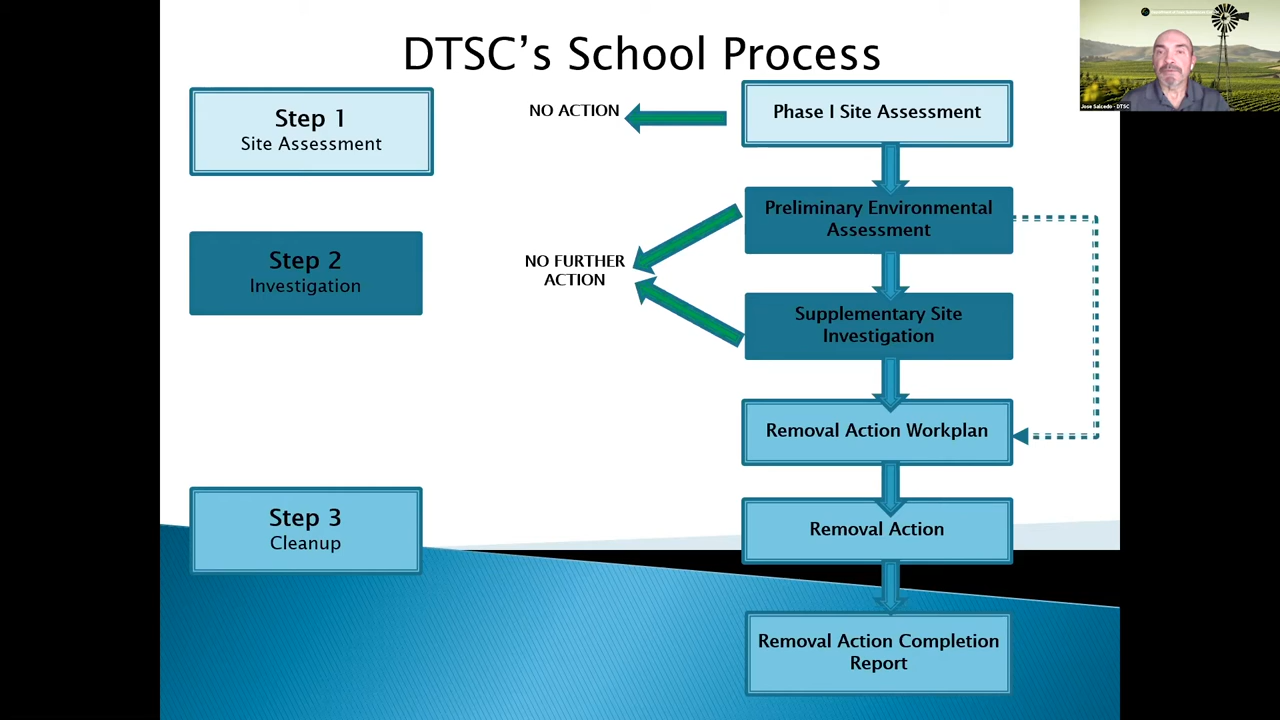 DTSC's School Process
Step 1
Site Assessment
NO ACTION
Phase I Site Assessment
Jose Salcedo - DTSC
Step 2
Investigation
NO FURTHER
ACTION
Preliminary Environmental
Assessment
Supplementary Site
Investigation
Removal Action Workplan
Step 3
Cleanup
Removal Action
Removal Action Completion
Report